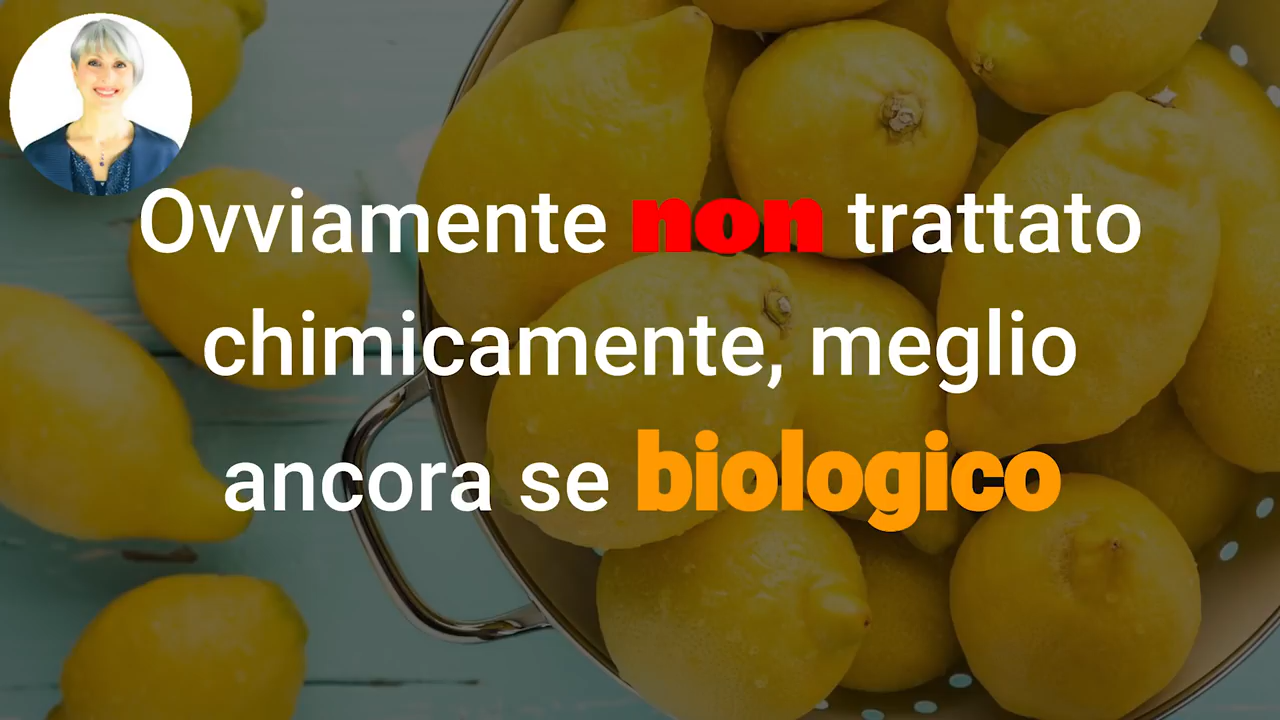 Ovviamente non trattato
chimicamente, meglio
ancora se biologico